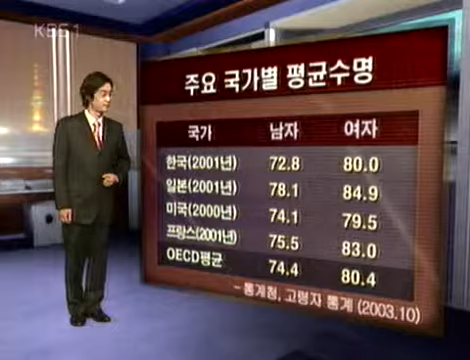 KBS 1
주요 국가별 평균수명
국가 남자 여자
한국(2001년) 72.8 80.0
일본(2001년) 78.1 84.9
미국(2000년) 74.1 79.5
프랑스(2001년) 75.5 83.0
OECD평균 74.4 80.4
- 통계청, 고령자 통계 (2003.10)